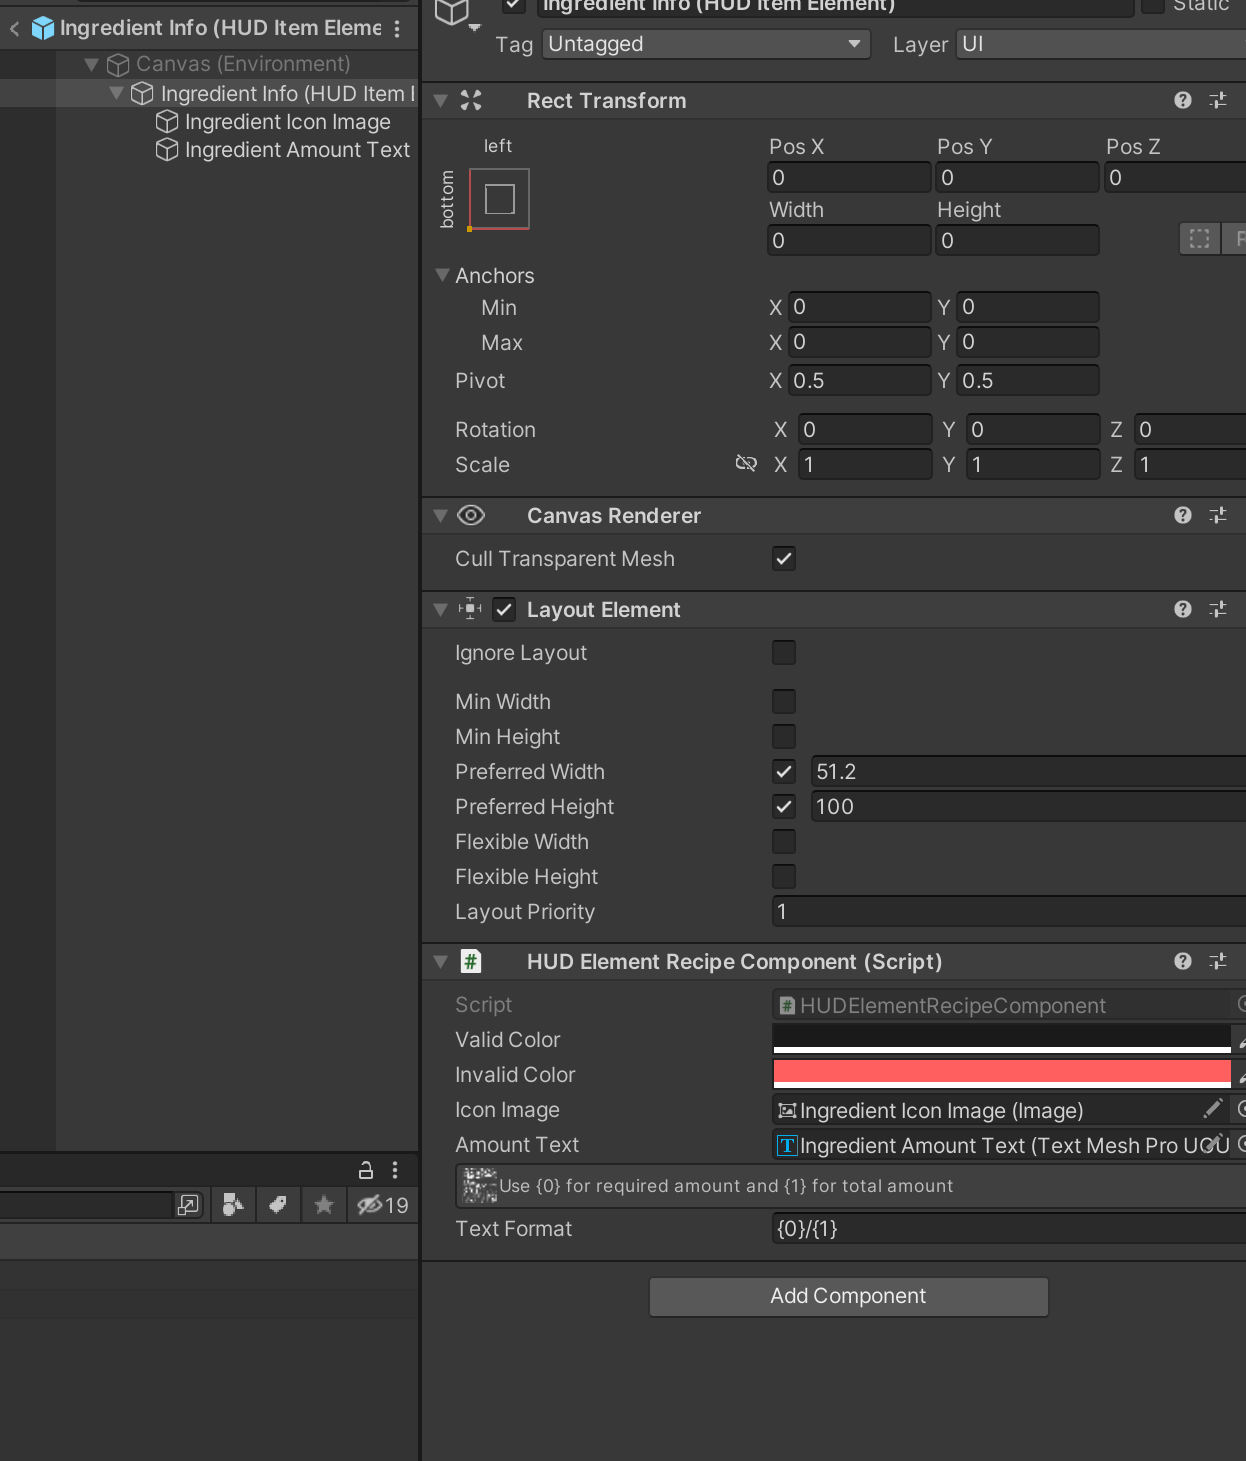 Ingredient Info (HUD Item Eleme
Canvas (Environment)
Ingredient Info (HUD Item I
Ingredient Icon Image
Ingredient Amount Text
19
Ingredient Info (HUD Item Element)
Static
Tag Untagged Layer UI
Rect Transform
left
bottom
Pos X Pos Y Pos Z
0 0 0
Width Height
0 0
Anchors
Min X 0 Y 0
Max X 0 Y 0
Pivot X 0.5 Y 0.5
Rotation X 0 Y 0 Z 0
Scale X 1 Y 1 Z 1
Canvas Renderer
Cull Transparent Mesh
Layout Element
Ignore Layout
Min Width
Min Height
Preferred Width 51.2
Preferred Height 100
Flexible Width
Flexible Height
Layout Priority 1
# HUD Element Recipe Component (Script)
Script # HUDElementRecipeComponent
Valid Color
Invalid Color
Icon Image Ingredient Icon Image (Image)
Amount Text T Ingredient Amount Text (Text Mesh Pro UGU
Use {0} for required amount and {1} for total amount
Text Format {0}/{1}
Add Component